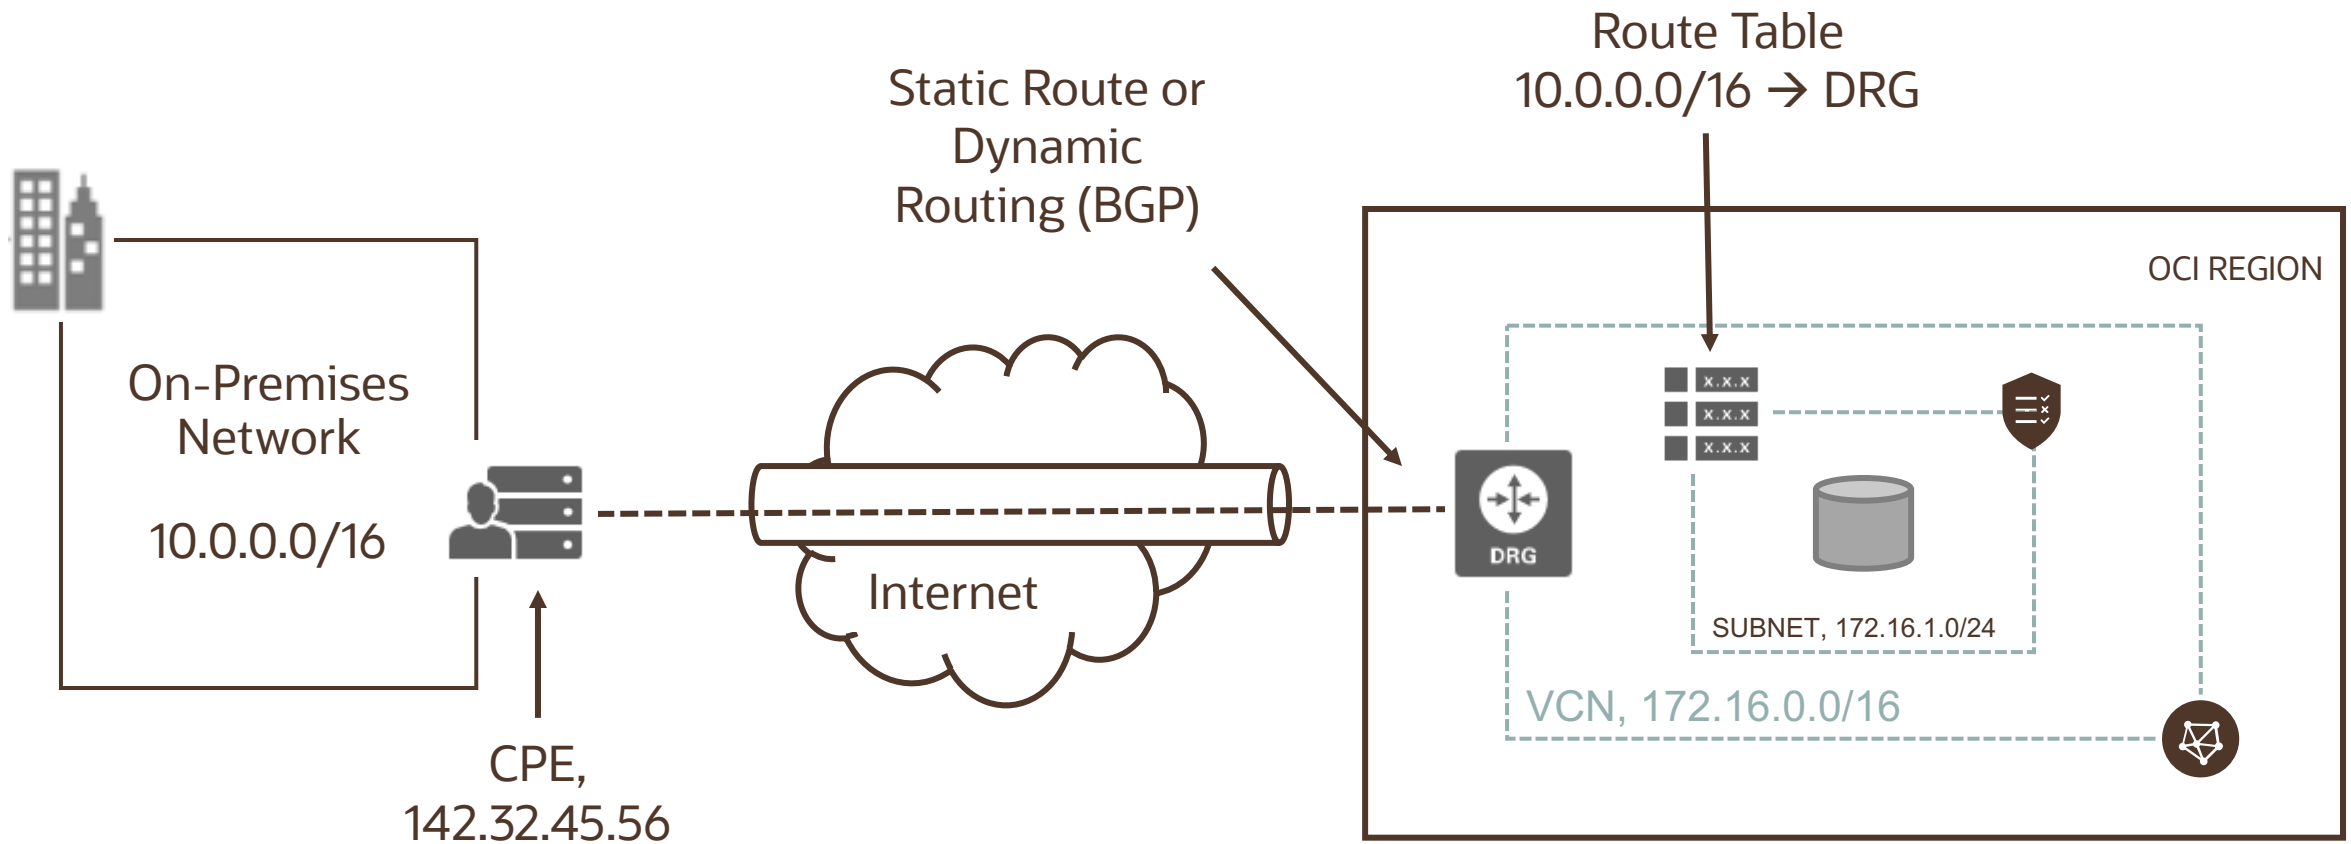 Route Table
10.0.0.0/16 → DRG
Static Route or
Dynamic
Routing (BGP)
OCI REGION
On-Premises
Network
10.0.0.0/16
x.x.x
x.x.x
x.x.x
DRG
Internet
SUBNET, 172.16.1.0/24
VCN, 172.16.0.0/16
CPE,
142.32.45.56